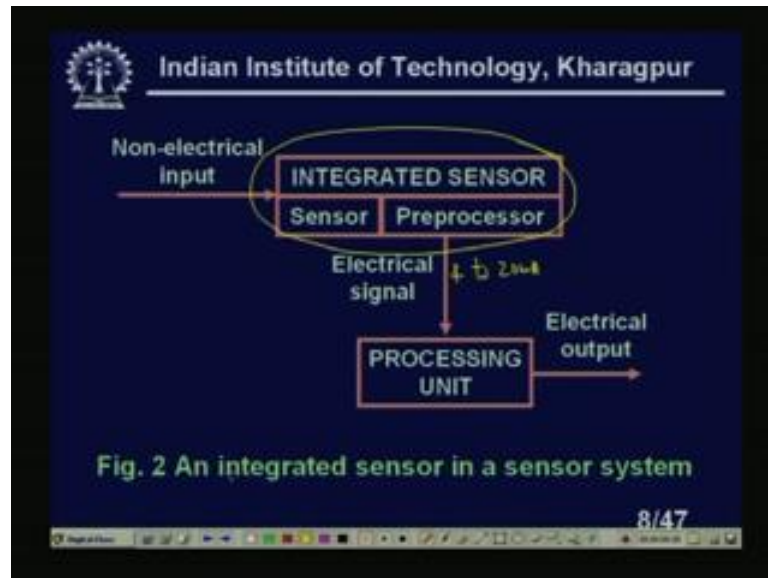 Indian Institute of Technology, Kharagpur
Non-electrical
input
INTEGRATED SENSOR
Sensor
Preprocessor
Electrical
signal
4 to 20mA
PROCESSING
UNIT
Electrical
output
Fig. 2 An integrated sensor in a sensor system
8/47